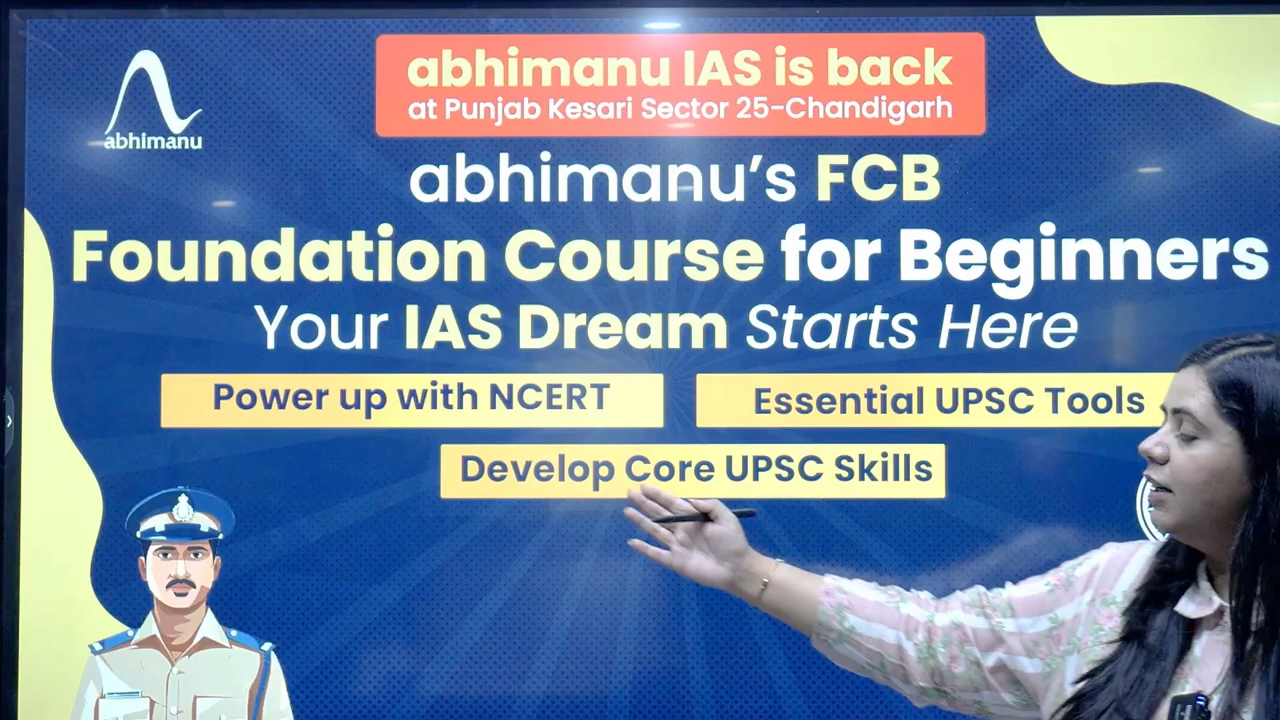 abhimanu
abhimanu IAS is back
at Punjab Kesari Sector 25-Chandigarh
abhimanu's FCB
Foundation Course for Beginners
Your IAS Dream Starts Here
Power up with NCERT
Essential UPSC Tools
Develop Core UPSC Skills